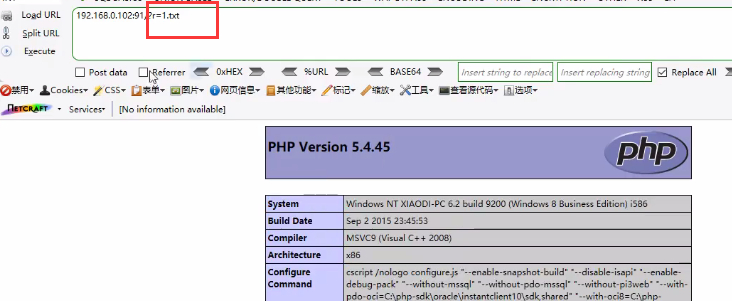 Load URL
192.168.0.102:91/?r=1.txt
Split URL
Execute
Post data Referrer 0xHEX %URL BASE64 Insert string to replace Insert replacing string Replace All
禁用 Cookies CSS 表单 图片 网页信息 其他功能 标记 缩放 工具 查看源代码 选项
NETCRAFT Services [No information available]
PHP Version 5.4.45
php
System Windows NT XIAODI-PC 6.2 build 9200 (Windows 8 Business Edition) i586
Build Date Sep 2 2015 23:45:53
Compiler MSVC9 (Visual C++ 2008)
Architecture x86
Configure Command cscript /nologo configure.js "--enable-snapshot-build" "--disable-isapi" "--enable-
debug-pack" "--without-mssql" "--without-pdo-mssql" "--without-pi3web" "--with-
pdo-oci=C:\php-sdk\oracle\instantclient10\sdk,shared" "--with-oci8=C:\php-